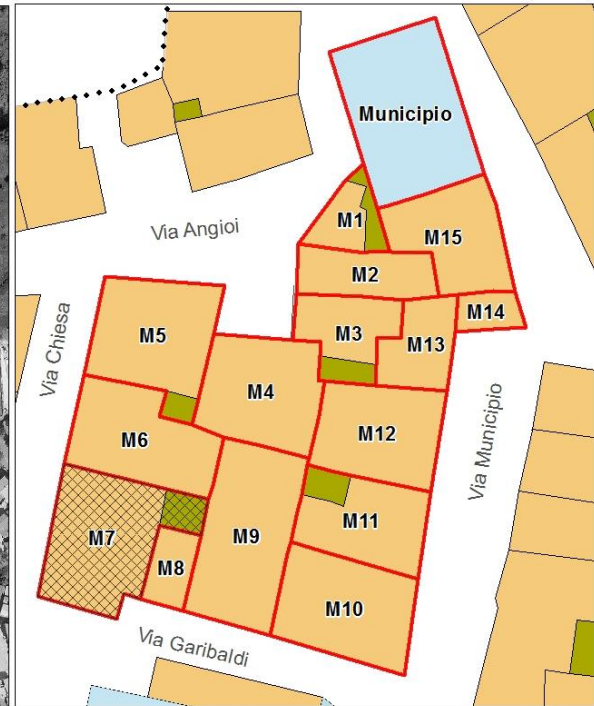 Municipio
M1
Via Angioi
M15
M2
M14
Via Chiesa
M5
M3
M13
M4
Via Municipio
M12
M6
M11
M7
M9
M8
M10
Via Garibaldi